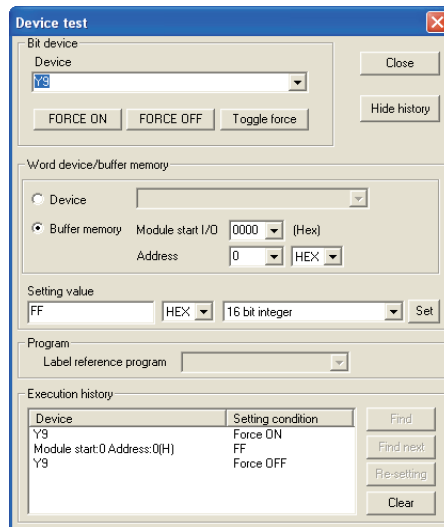 Device test
Bit device
Device
Y9
Close
FORCE ON FORCE OFF Toggle force
Hide history
Word device/buffer memory
Device
Buffer memory Module start I/O 0000 (Hex)
Address 0 HEX
Setting value
FF HEX 16 bit integer Set
Program
Label reference program
Execution history
Device Setting condition
Y9 Force ON
Module start:0 Address:0(H) FF
Y9 Force OFF
Find
Find next
Re-setting
Clear